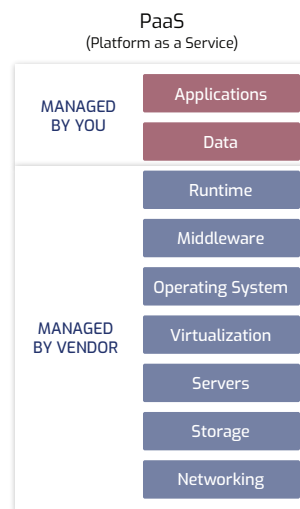 PaaS
(Platform as a Service)
MANAGED
BY YOU
Applications
Data
MANAGED
BY VENDOR
Runtime
Middleware
Operating System
Virtualization
Servers
Storage
Networking